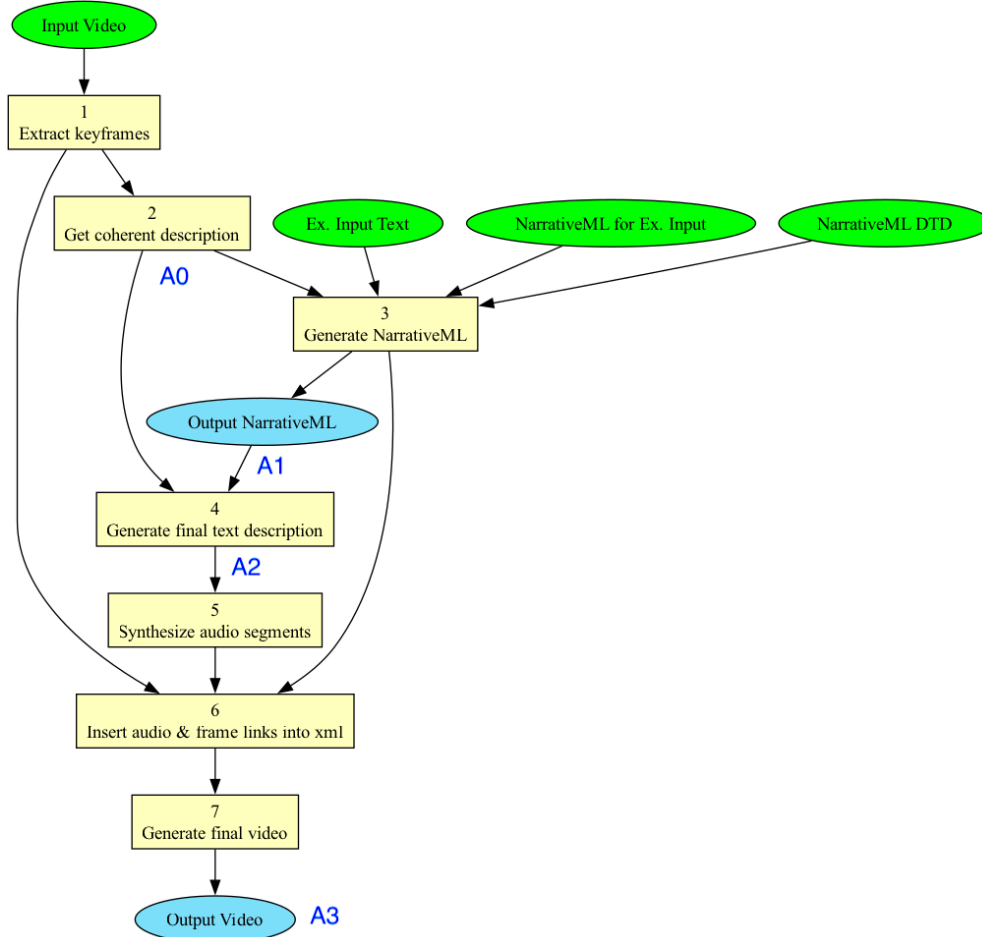 Input Video
1
Extract keyframes
2
Get coherent description
Ex. Input Text
NarrativeML for Ex. Input
NarrativeML DTD
A0
3
Generate NarrativeML
Output NarrativeML
A1
4
Generate final text description
A2
5
Synthesize audio segments
6
Insert audio & frame links into xml
7
Generate final video
Output Video
A3